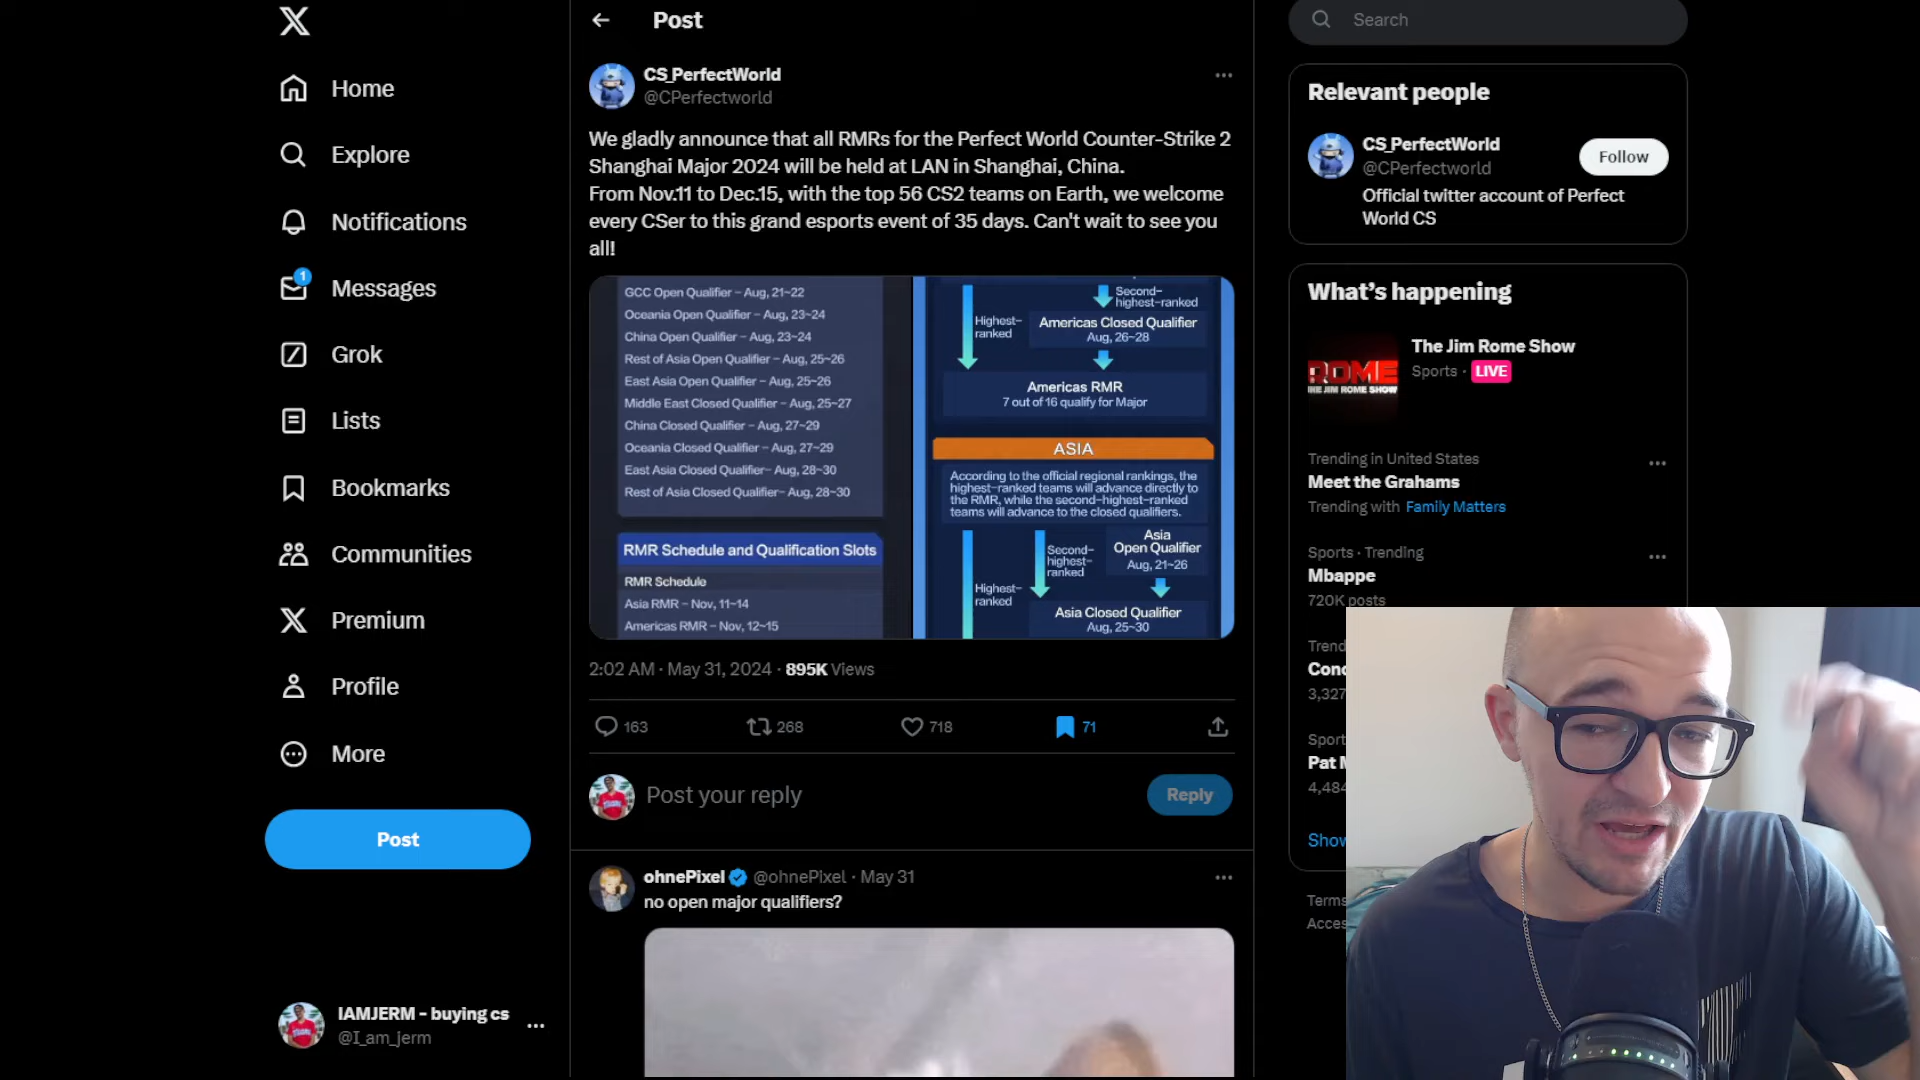 Home
Explore
Notifications
1
Messages
Grok
Lists
Bookmarks
Communities
Premium
Profile
More
Post
IAMJERM - buying cs
@I_am_jerm
Post
CS_PerfectWorld
@CPerfectworld
We gladly announce that all RMRs for the Perfect World Counter-Strike 2
Shanghai Major 2024 will be held at LAN in Shanghai, China.
From Nov.11 to Dec.15, with the top 56 CS2 teams on Earth, we welcome
every CSer to this grand esports event of 35 days. Can't wait to see you
all!
GCC Open Qualifier - Aug, 21~22
Oceania Open Qualifier - Aug, 23~24
China Open Qualifier - Aug, 23~24
Rest of Asia Open Qualifier - Aug, 25~26
East Asia Open Qualifier - Aug, 25~26
Middle East Closed Qualifier - Aug, 25~27
China Closed Qualifier - Aug, 27~29
Oceania Closed Qualifier - Aug, 27~29
East Asia Closed Qualifier- Aug, 28~30
Rest of Asia Closed Qualifier- Aug, 28~30
RMR Schedule and Qualification Slots
RMR Schedule
Asia RMR - Nov, 11~14
Americas RMR - Nov, 12~15
Second-
highest-ranked
Highest-
ranked
Americas Closed Qualifier
Aug, 26~28
Americas RMR
7 out of 16 qualify for Major
ASIA
According to the official regional rankings, the
highest-ranked teams will advance directly to
the RMR, while the second-highest-ranked
teams will advance to the closed qualifiers.
Asia
Open Qualifier
Aug, 21~26
Second-
highest-
ranked
Highest-
ranked
Asia Closed Qualifier
Aug, 25~30
2:02 AM · May 31, 2024 · 895K Views
163
268
718
71
Post your reply
Reply
ohnePixel @ohnePixel · May 31
no open major qualifiers?
Search
Relevant people
CS_PerfectWorld
@CPerfectworld
Follow
Official twitter account of Perfect
World CS
What's happening
ROME
The Jim Rome Show
Sports · LIVE
THE JIM ROME SHOW
Trending in United States
Meet the Grahams
Trending with Family Matters
Sports · Trending
Mbappe
720K posts
Trend
Conc
3,327
Sport
Pat M
4,484
Show
Terms
Acces